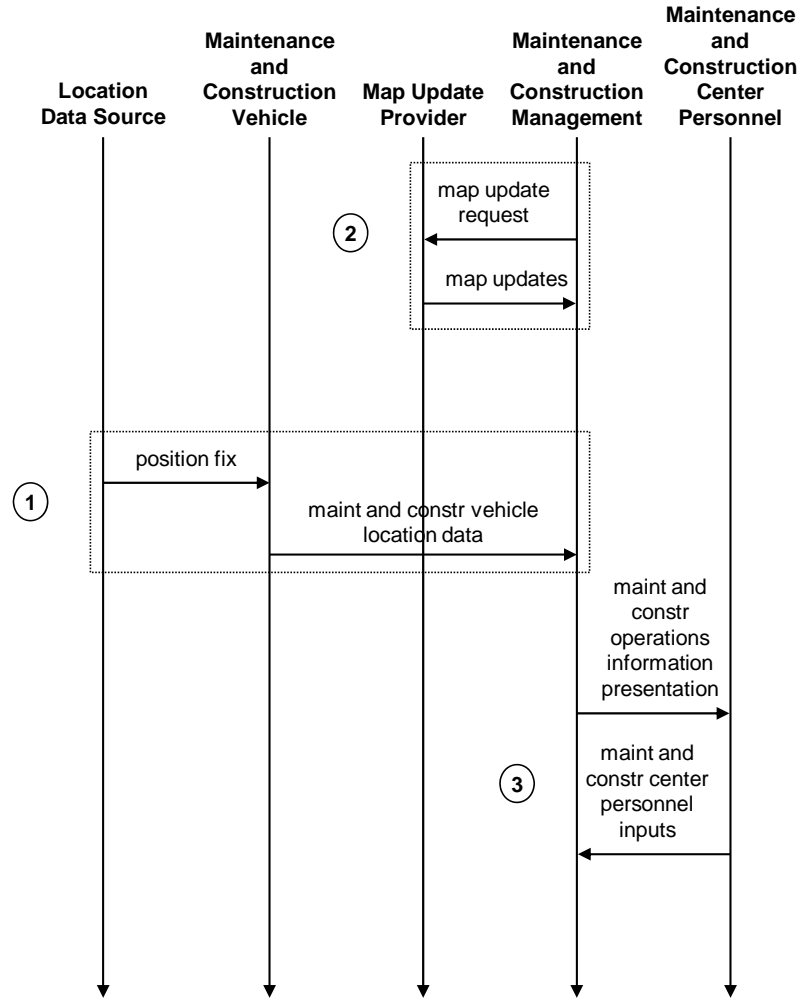 Location
Data Source
Maintenance
and
Construction
Vehicle
Map Update
Provider
Maintenance
and
Construction
Management
Maintenance
and
Construction
Center
Personnel
map update
request
2
map updates
position fix
1
maint and constr vehicle
location data
maint and
constr
operations
information
presentation
3
maint and
constr center
personnel
inputs